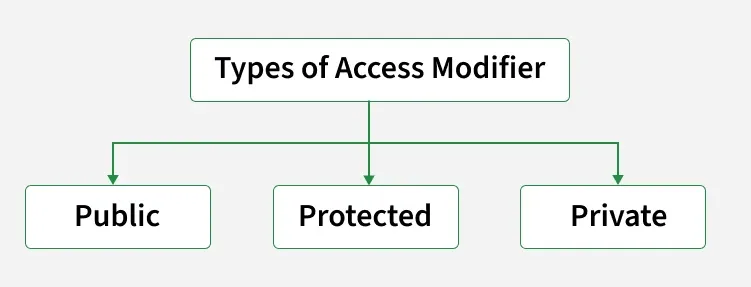 Types of Access Modifier
Public
Protected
Private